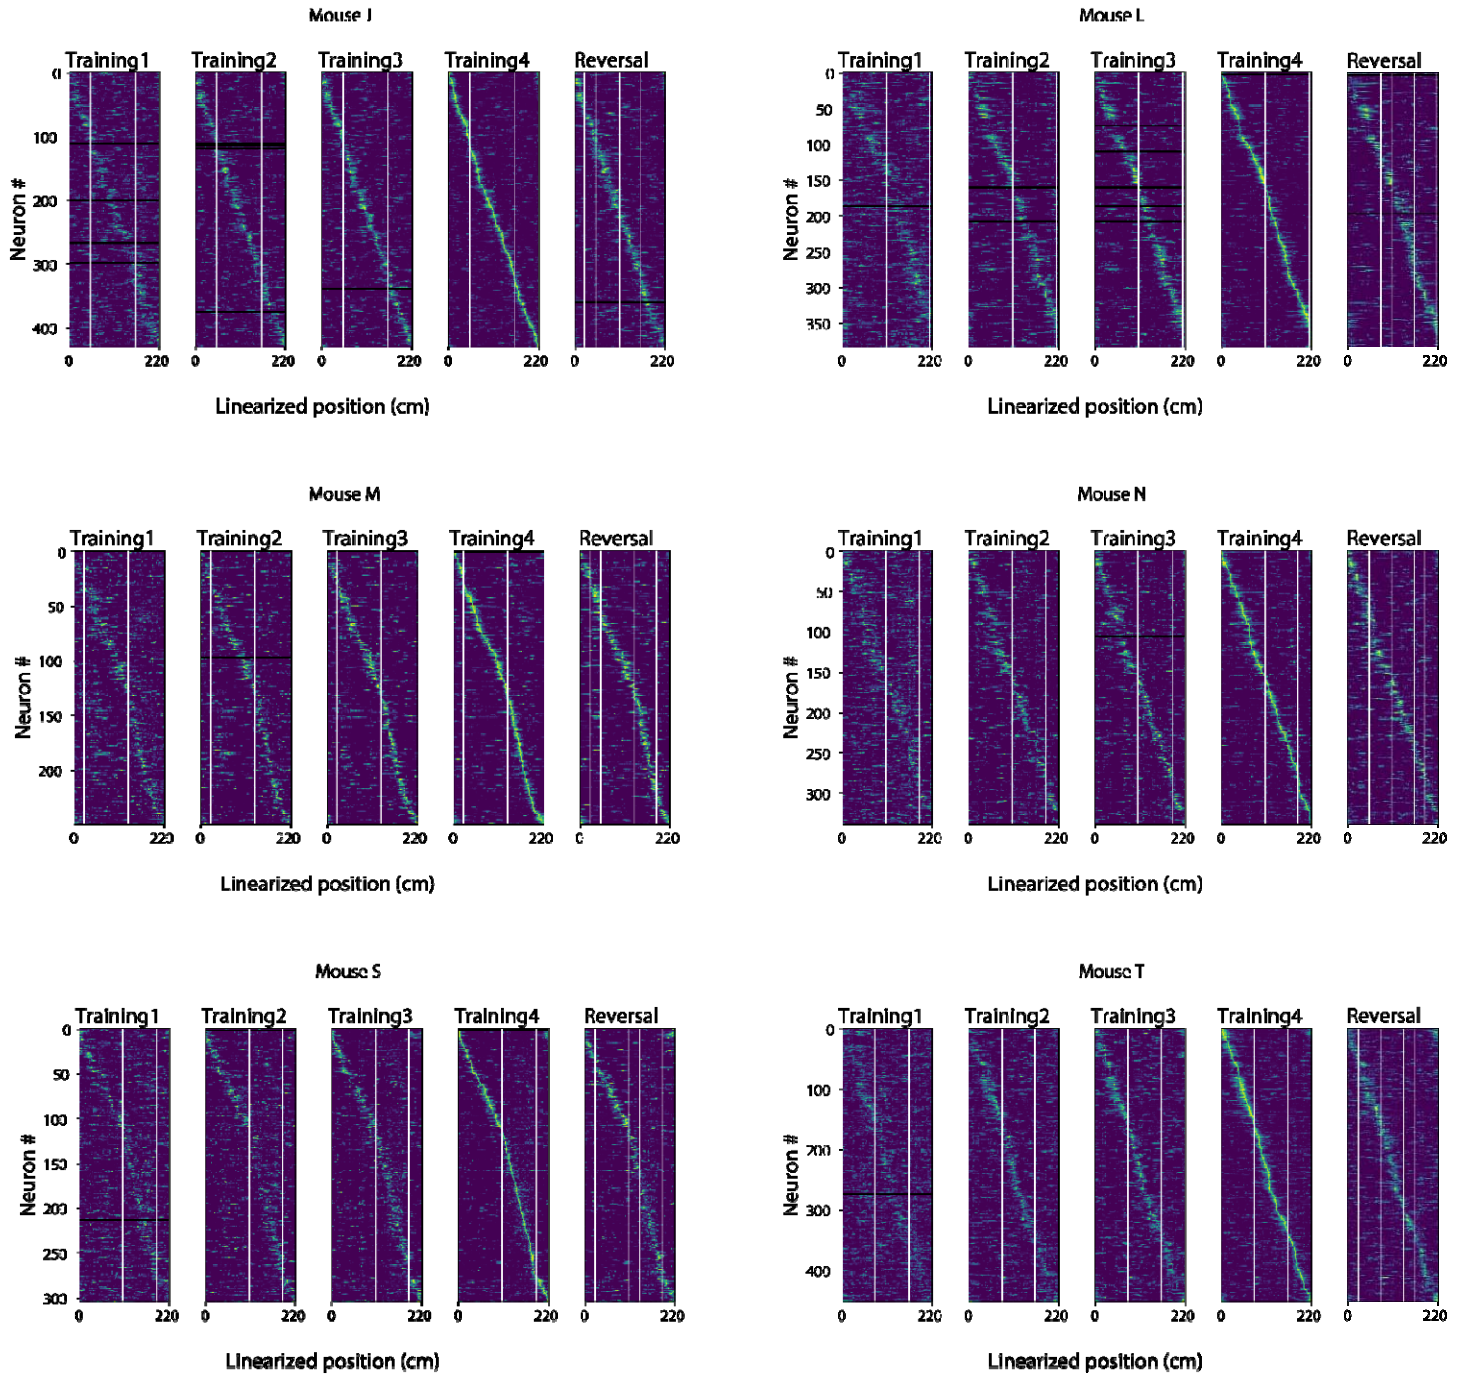 Mouse J
Training1 Training2 Training3 Training4 Reversal
Neuron #
0
100
200
300
400
0 220 0 220 0 220 0 220 0 220
Linearized position (cm)
Mouse L
Training1 Training2 Training3 Training4 Reversal
Neuron #
0
50
100
150
200
250
300
350
0 220 0 220 0 220 0 220 0 220
Linearized position (cm)
Mouse M
Training1 Training2 Training3 Training4 Reversal
Neuron #
0
50
100
150
200
0 220 0 220 0 220 0 220 0 220
Linearized position (cm)
Mouse N
Training1 Training2 Training3 Training4 Reversal
Neuron #
0
50
100
150
200
250
300
0 220 0 220 0 220 0 220 0 220
Linearized position (cm)
Mouse S
Training1 Training2 Training3 Training4 Reversal
Neuron #
0
50
100
150
200
250
300
0 220 0 220 0 220 0 220 0 220
Linearized position (cm)
Mouse T
Training1 Training2 Training3 Training4 Reversal
Neuron #
0
100
200
300
400
0 220 0 220 0 220 0 220 0 220
Linearized position (cm)